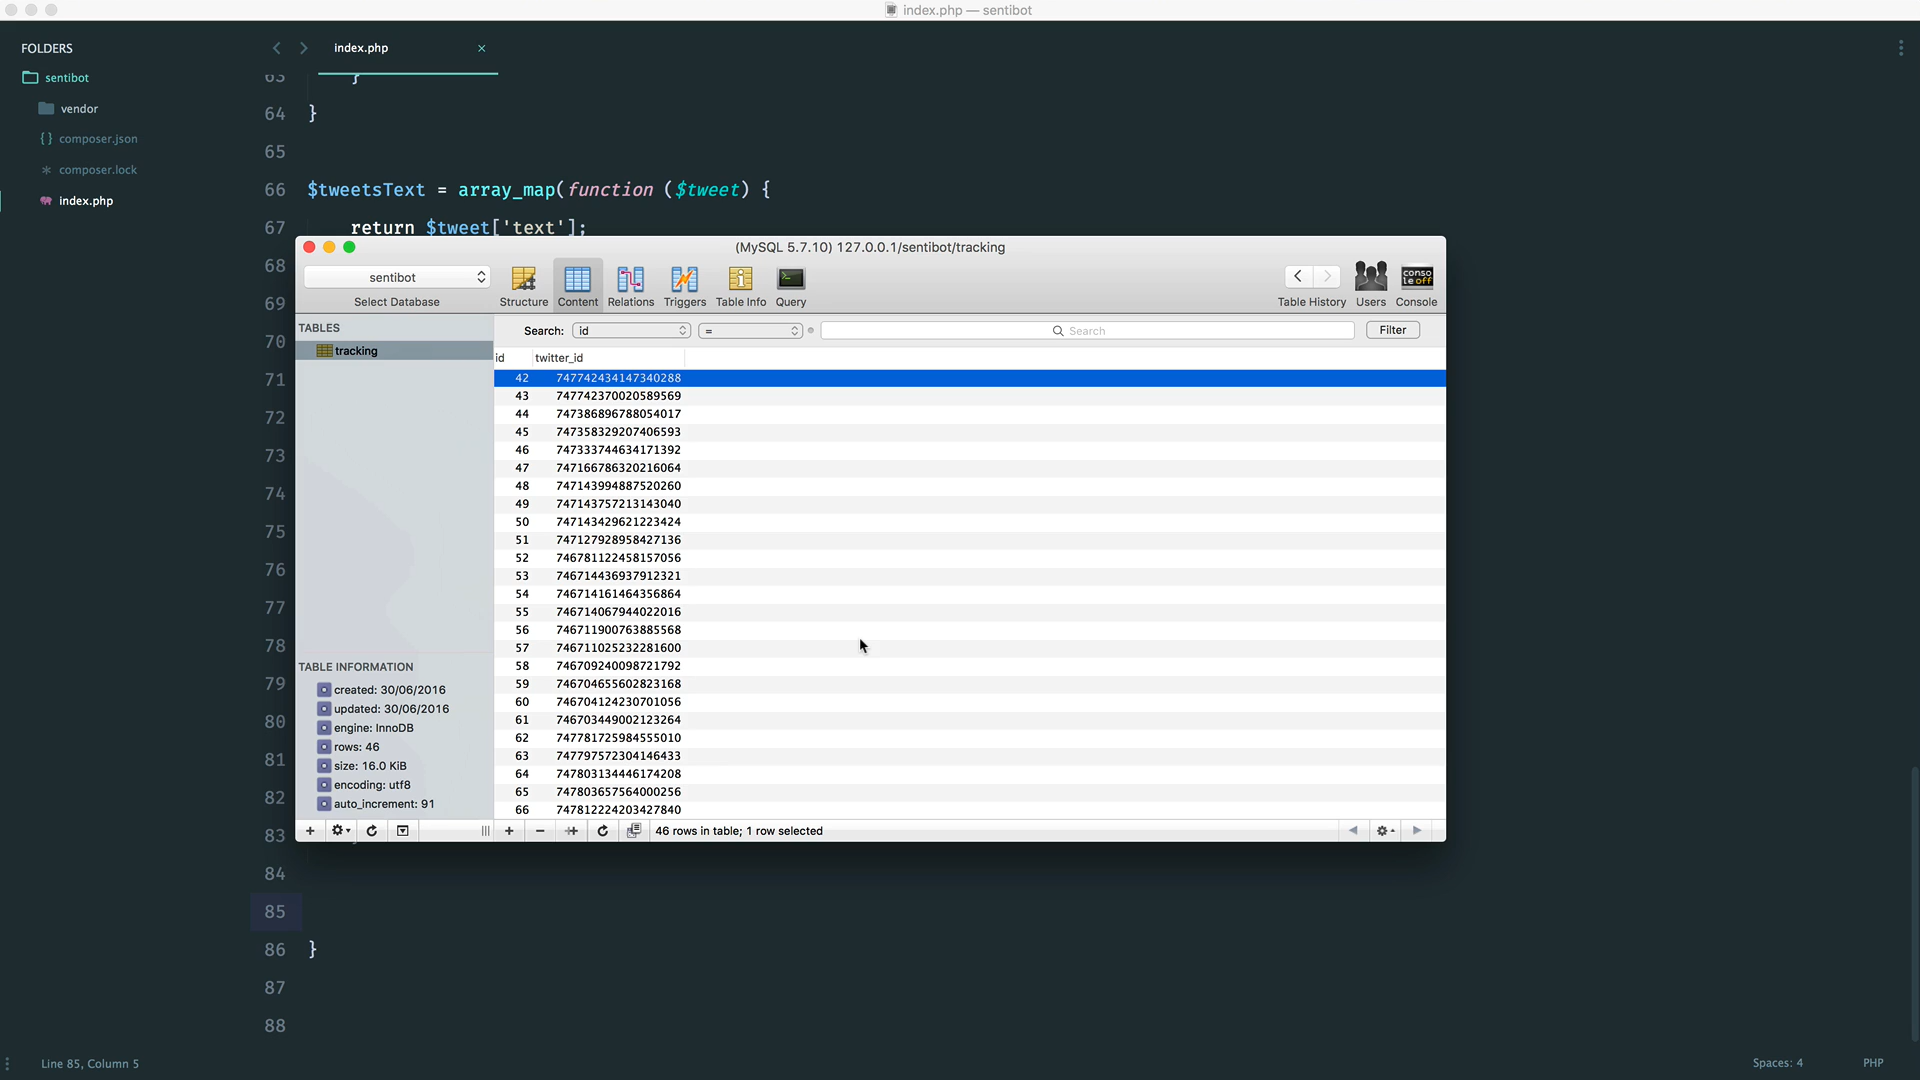 index.php — sentibot
FOLDERS
sentibot
vendor
{} composer.json
* composer.lock
index.php
index.php ×
63 }
64 }
65
66 $tweetsText = array_map(function ($tweet) {
67 return $tweet['text'];
68
69
70
71
72
73
74
75
76
77
78
79
80
81
82
83
84
85
86 }
87
88
(MySQL 5.7.10) 127.0.0.1/sentibot/tracking
sentibot
Select Database
Structure Content Relations Triggers Table Info Query
Table History Users Console
conso
le off
TABLES
tracking
Search: id = Search Filter
id twitter_id
42 747742434147340288
43 747742370020589569
44 747386896788054017
45 747358329207406593
46 747333744634171392
47 747166786320216064
48 747143994887520260
49 747143757213143040
50 747143429621223424
51 747127928958427136
52 746781122458157056
53 746714436937912321
54 746714161464356864
55 746714067944022016
56 746711900763885568
57 746711025232281600
58 746709240098721792
59 746704655602823168
60 746704124230701056
61 746703449002123264
62 747781725984555010
63 747797572304146433
64 747803134446174208
65 747803657564000256
66 747812224203427840
TABLE INFORMATION
created: 30/06/2016
updated: 30/06/2016
engine: InnoDB
rows: 46
size: 16.0 KiB
encoding: utf8
auto_increment: 91
46 rows in table; 1 row selected
Line 85, Column 5
Spaces: 4
PHP